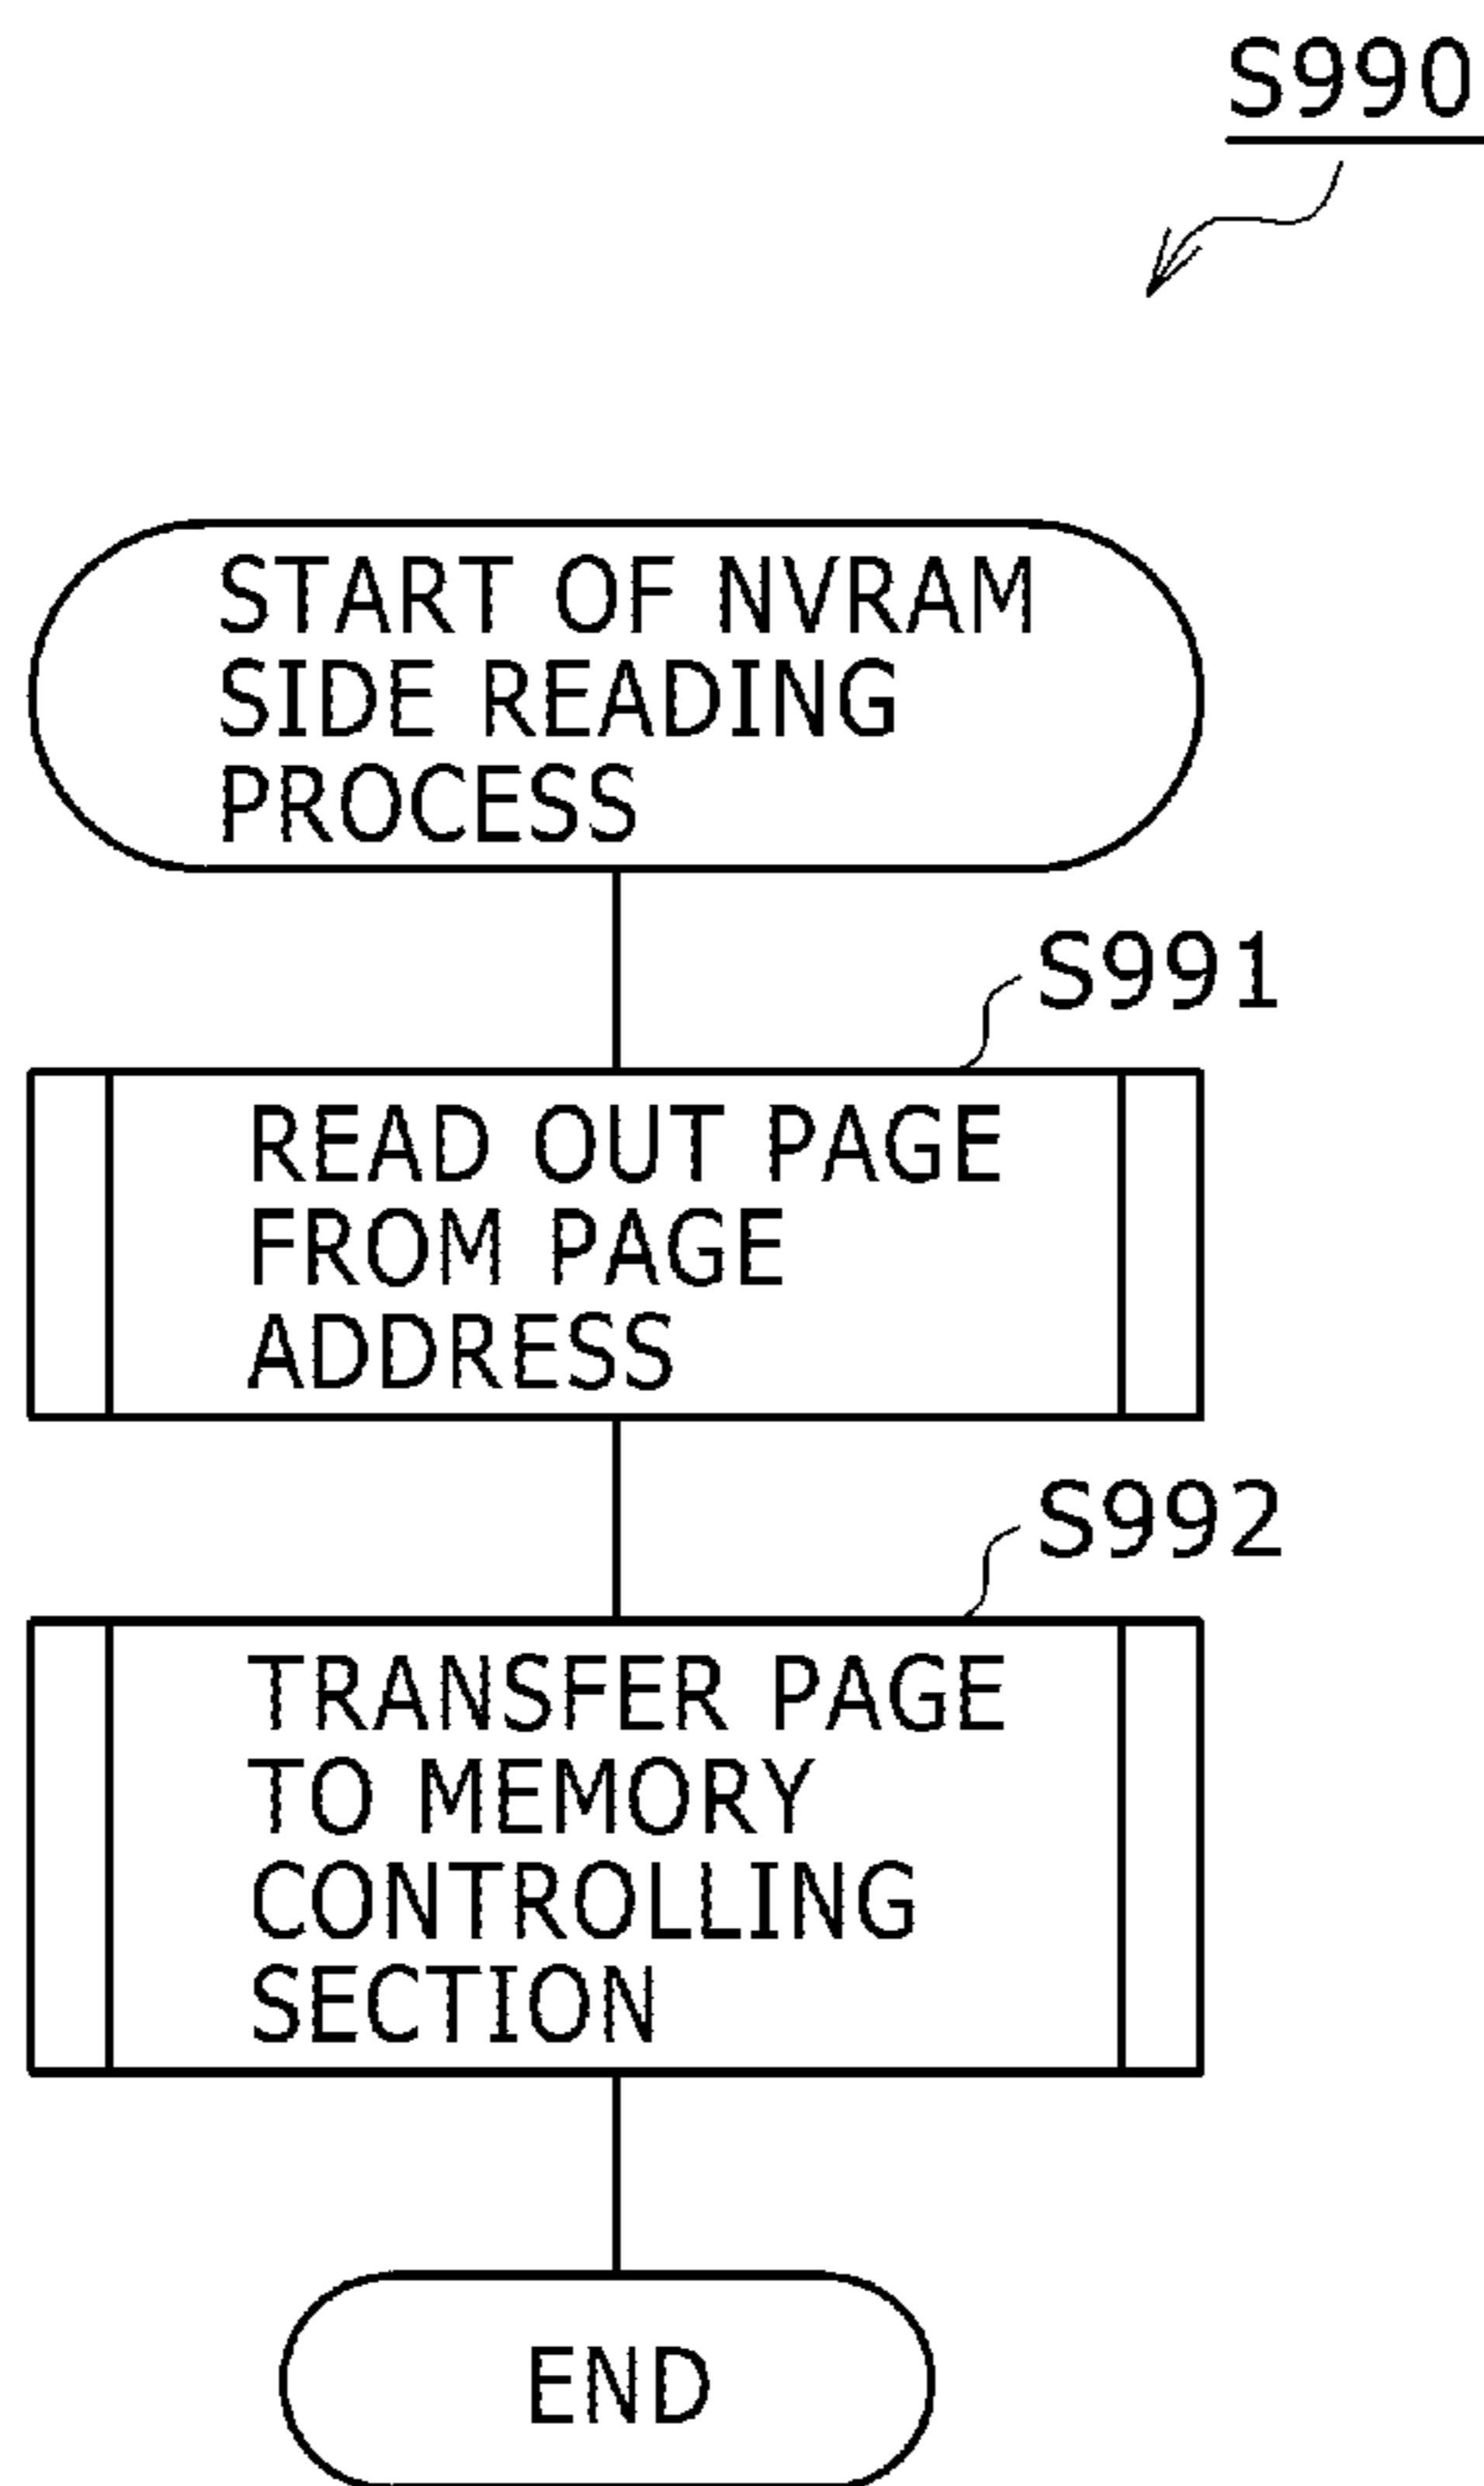 S990
START OF NVRAM
SIDE READING
PROCESS
S991
READ OUT PAGE
FROM PAGE
ADDRESS
S992
TRANSFER PAGE
TO MEMORY
CONTROLLING
SECTION
END